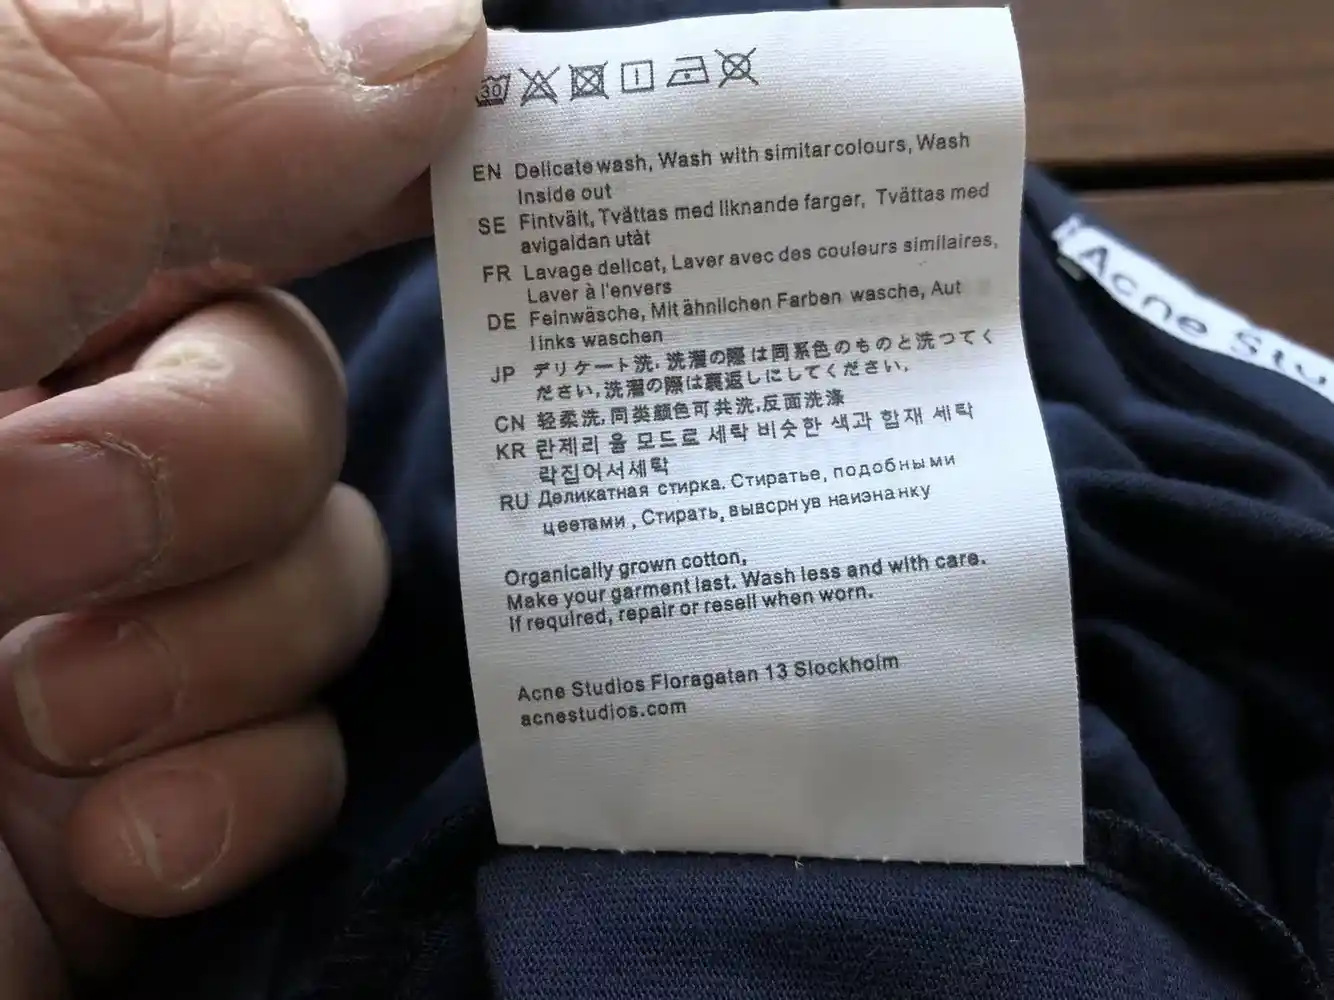 30
EN Delicate wash, Wash with simitar colours, Wash
Inside out
SE Fintvält, Tvättas med liknande farger, Tvättas med
avigaldan utåt
FR Lavage delicat, Laver avec des couleurs similaires,
Laver à l'envers
DE Feinwäsche, Mit ähnlichen Farben wasche, Aut
links waschen
JP デリケート洗, 洗濯の際は同系色のものと洗つてく
ださい, 洗濯の際は裏返しにしてください,
CN 轻柔洗, 同类颜色可共洗, 反面洗涤
KR 란제리 울 모드로 세탁 비슷한 색과 합재 세탁
락집어서세탁
RU Деликатная стирка. Стиратье, подобными
цветами, Стирать, вывсрнув наизнанку
Organically grown cotton,
Make your garment last. Wash less and with care.
If required, repair or resell when worn.
Acne Studios Floragatan 13 Slockholm
acnestudios.com
Acne Stu